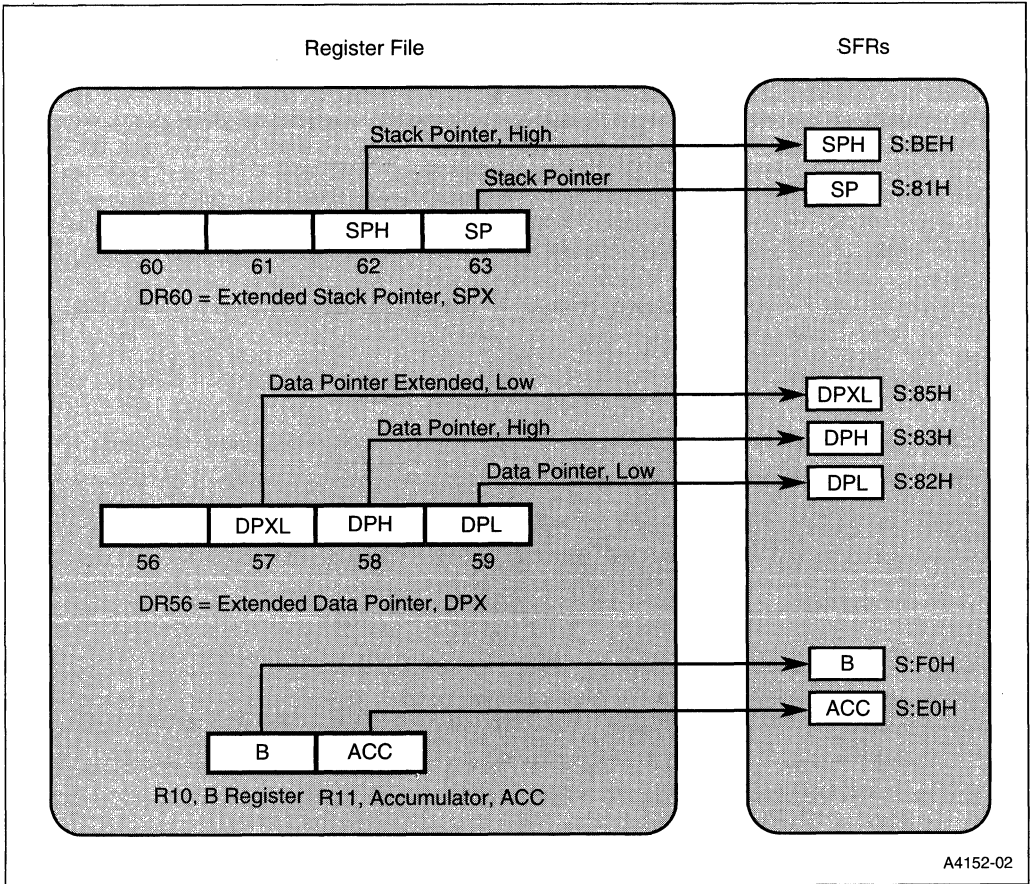 Register File SFRs
Stack Pointer, High SPH S:BEH
Stack Pointer SP S:81H
SPH SP
60 61 62 63
DR60 = Extended Stack Pointer, SPX
Data Pointer Extended, Low DPXL S:85H
Data Pointer, High DPH S:83H
Data Pointer, Low DPL S:82H
DPXL DPH DPL
56 57 58 59
DR56 = Extended Data Pointer, DPX
B S:F0H
ACC S:E0H
B ACC
R10, B Register R11, Accumulator, ACC
A4152-02